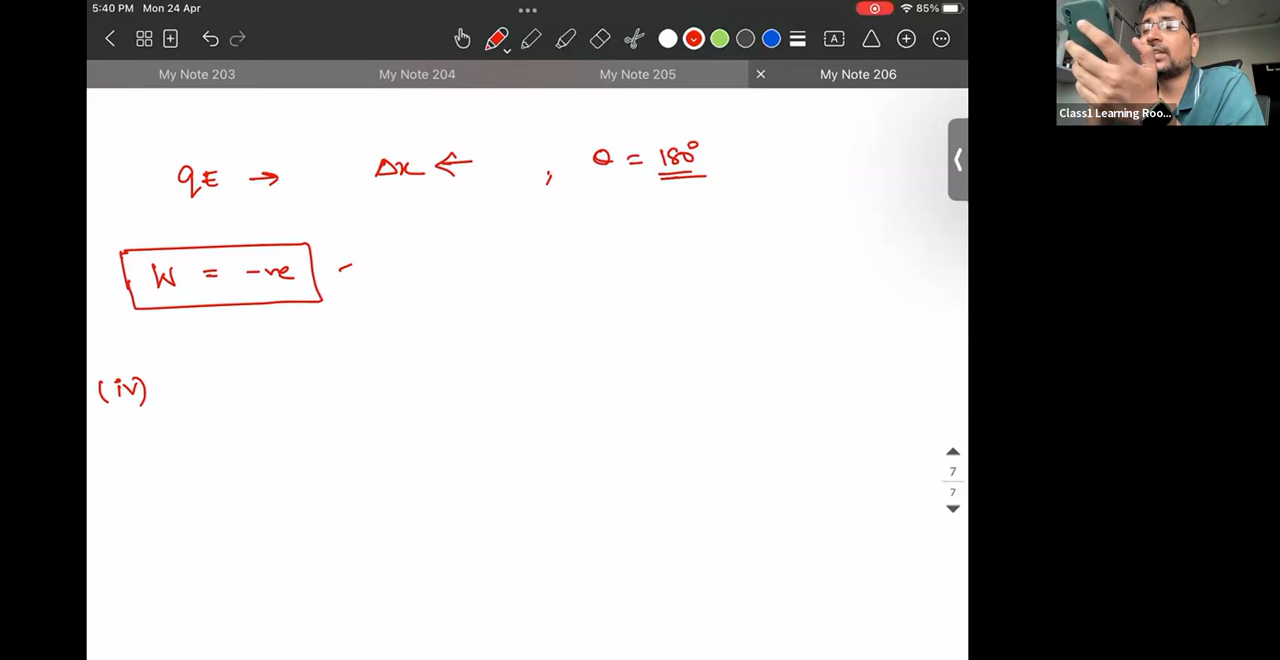 5:40 PM Mon 24 Apr
85%
A
My Note 203
My Note 204
My Note 205
My Note 206
Class1 Learning Roo...
qE → Δx ← , θ = 180°
W = -ve
(iv)
7
7